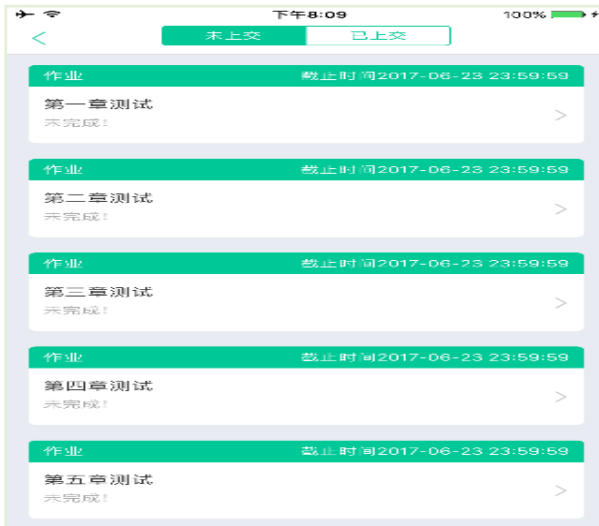 下午8:09 100%
< 未上交 已上交
作业 截止时间2017-06-23 23:59:59
第一章测试
未完成! >
作业 截止时间2017-06-23 23:59:59
第二章测试
未完成! >
作业 截止时间2017-06-23 23:59:59
第三章测试
未完成! >
作业 截止时间2017-06-23 23:59:59
第四章测试
未完成! >
作业 截止时间2017-06-23 23:59:59
第五章测试
未完成! >